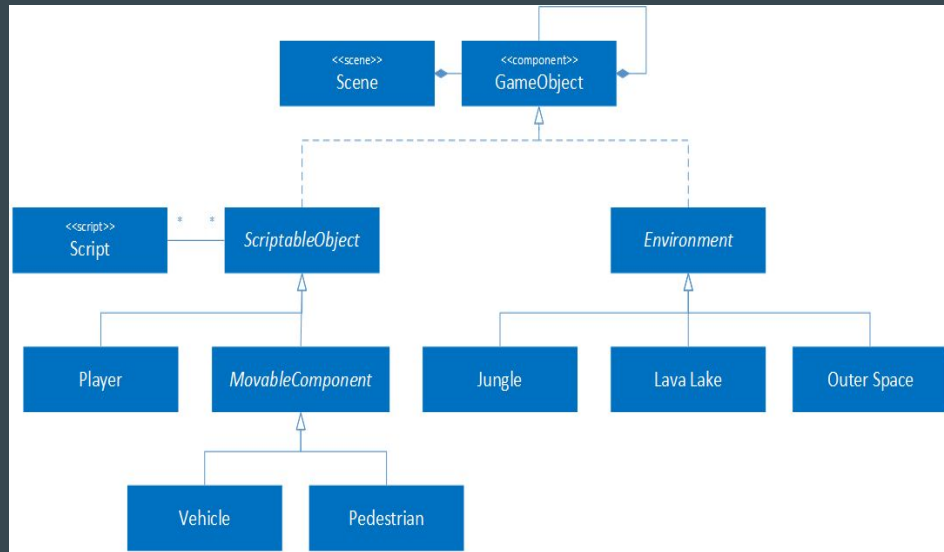 <<scene>>
Scene
<<component>>
GameObject
<<script>>
Script
* *
ScriptableObject
Environment
Player
MovableComponent
Jungle
Lava Lake
Outer Space
Vehicle
Pedestrian